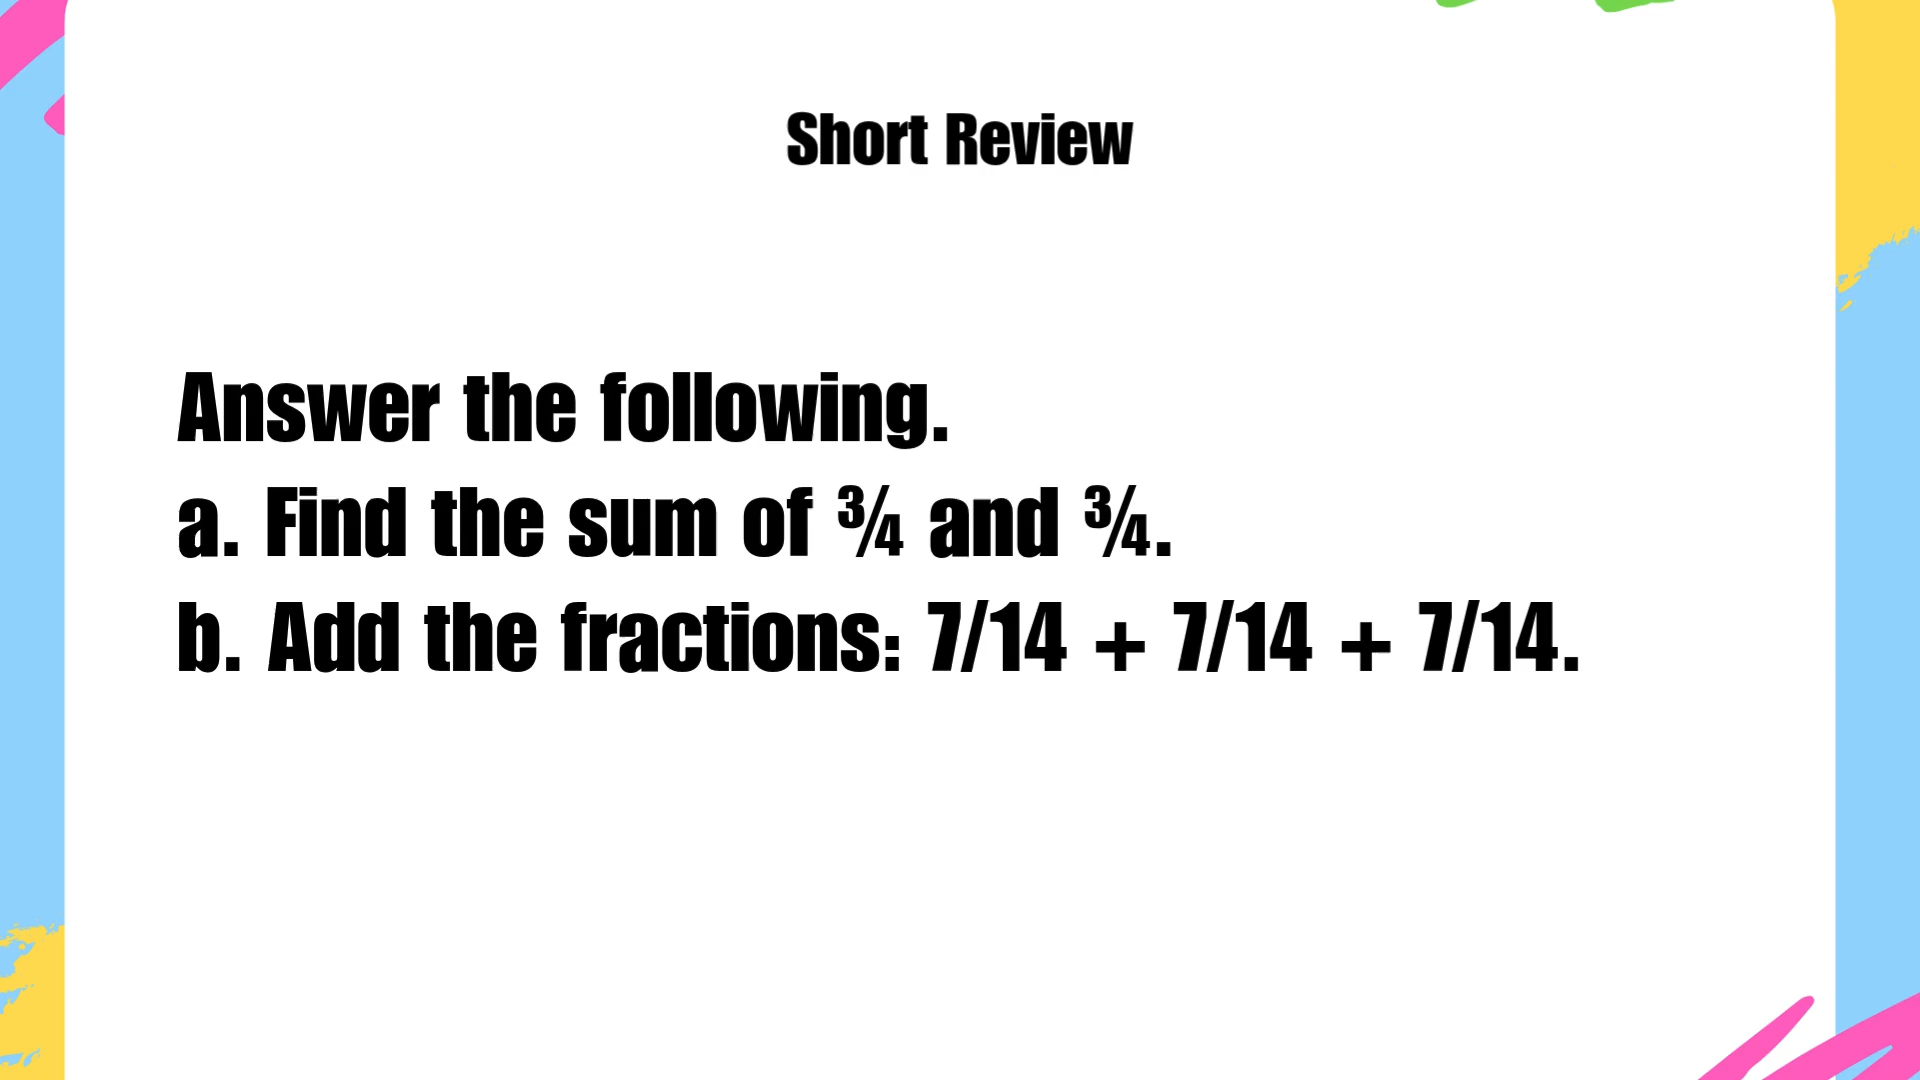 Short Review
Answer the following.
a. Find the sum of ¾ and ¾.
b. Add the fractions: 7/14 + 7/14 + 7/14.